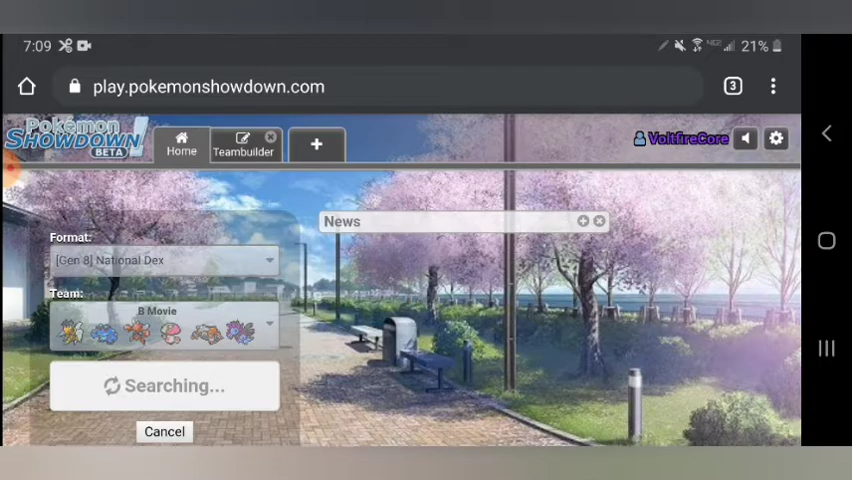 7:09
21%
play.pokemonshowdown.com
3
Pokémon
SHOWDOWN!
BETA
Home
Teambuilder
+
VoltfireCore
News
Format:
[Gen 8] National Dex
Team:
B Movie
Searching...
Cancel